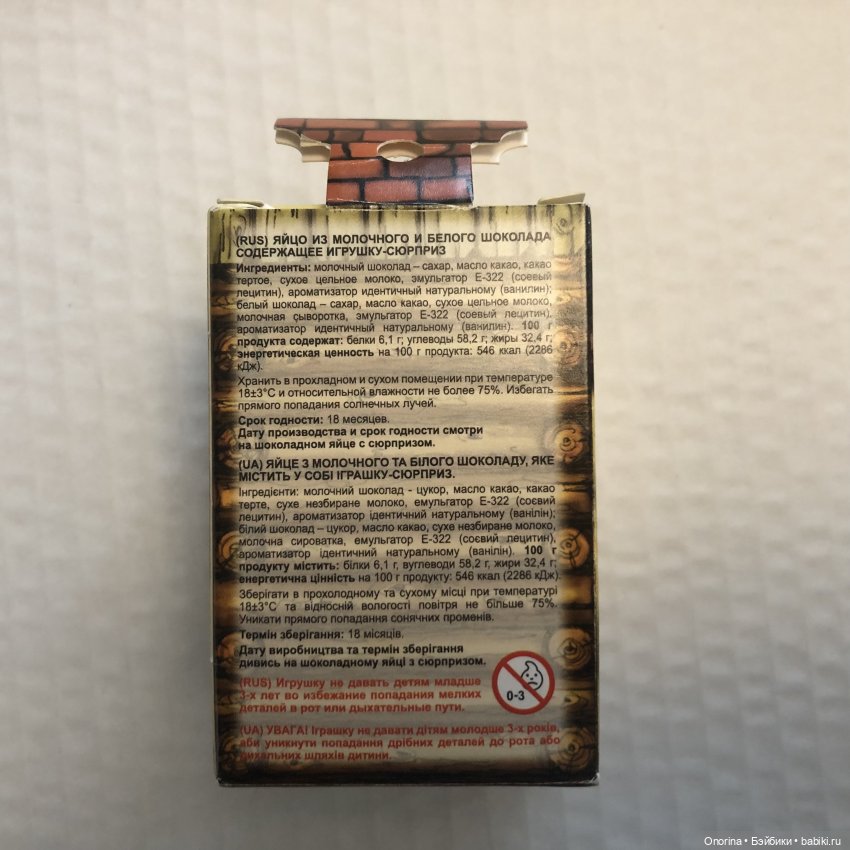 (RUS) ЯЙЦО ИЗ МОЛОЧНОГО И БЕЛОГО ШОКОЛАДА
СОДЕРЖАЩЕЕ ИГРУШКУ-СЮРПРИЗ
Ингредиенты: молочный шоколад – сахар, масло какао, какао
тертое, сухое цельное молоко, эмульгатор Е-322 (соевый
лецитин), ароматизатор идентичный натуральному (ванилин);
белый шоколад – сахар, масло какао, сухое цельное молоко,
молочная сыворотка, эмульгатор Е-322 (соевый лецитин),
ароматизатор идентичный натуральному (ванилин). 100 г
продукта содержат: белки 6,1 г; углеводы 58,2 г; жиры 32,4 г;
энергетическая ценность на 100 г продукта: 546 ккал (2286
кДж).
Хранить в прохладном и сухом помещении при температуре
18±3°С и относительной влажности не более 75%. Избегать
прямого попадания солнечных лучей.
Срок годности: 18 месяцев.
Дату производства и срок годности смотри
на шоколадном яйце с сюрпризом.
(UA) ЯЙЦЕ З МОЛОЧНОГО ТА БІЛОГО ШОКОЛАДУ, ЯКЕ
МІСТИТЬ У СОБІ ІГРАШКУ-СЮРПРИЗ.
Інгредієнти: молочний шоколад - цукор, масло какао, какао
терте, сухе незбиране молоко, емульгатор Е-322 (соєвий
лецитин), ароматизатор ідентичний натуральному (ванілін);
білий шоколад – цукор, масло какао, сухе незбиране молоко,
молочна сироватка, емульгатор Е-322 (соєвий лецитин),
ароматизатор ідентичний натуральному (ванілін). 100 г
продукту містить: білки 6,1 г, вуглеводи 58,2 г, жири 32,4 г;
енергетична цінність на 100 г продукту: 546 ккал (2286 кДж).
Зберігати в прохолодному та сухому місці при температурі
18±3°С та відносній вологості повітря не більше 75%.
Уникати прямого попадання сонячних променів.
Термін зберігання: 18 місяців.
Дату виробництва та термін зберігання
дивись на шоколадному яйці з сюрпризом.
(RUS) Игрушку не давать детям младше
3-х лет во избежание попадания мелких
деталей в рот или дыхательные пути.
0-3
(UA) УВАГА! Іграшку не давати дітям молодше 3-х років,
аби уникнути попадання дрібних деталей до рота або
дихальних шляхів дитини.
Onorina • Бэйбики • babiki.ru